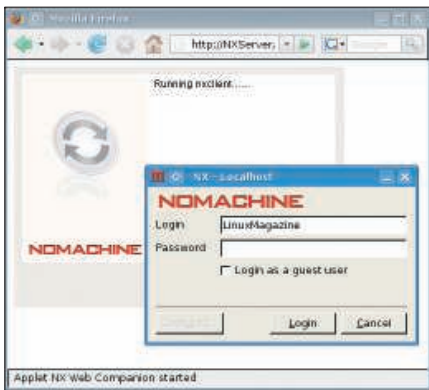 Mozilla Firefox
http://NXServer,
Running nxclient......
NOMACHINE
NX - Localhost
NOMACHINE
Login LinuxMagazine
Password
Login as a guest user
Login Cancel
Applet NX Web Companion started